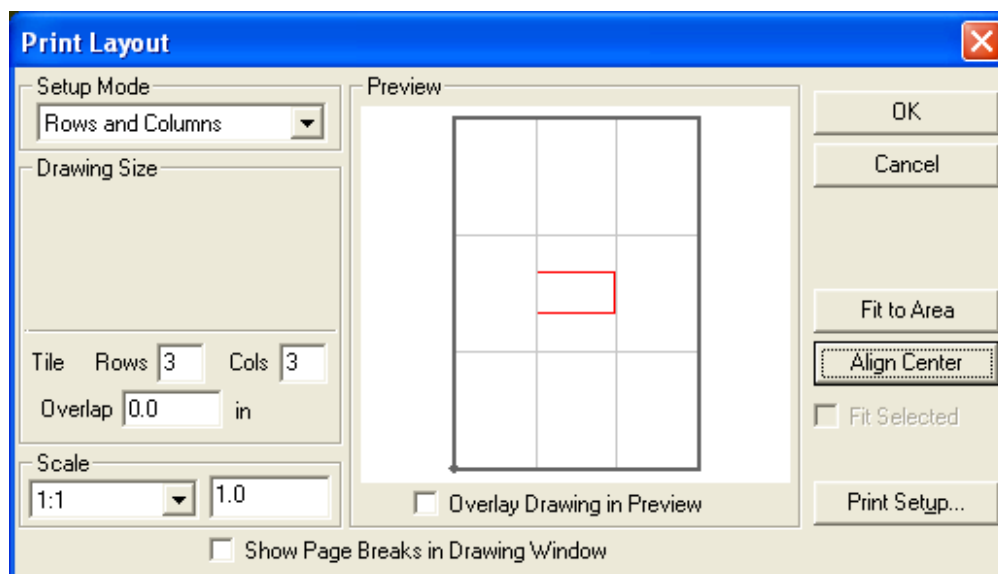 Print Layout
Setup Mode
Rows and Columns
Drawing Size
Tile Rows 3 Cols 3
Overlap 0.0 in
Scale
1:1 1.0
Preview
Overlay Drawing in Preview
Show Page Breaks in Drawing Window
OK
Cancel
Fit to Area
Align Center
Fit Selected
Print Setup...